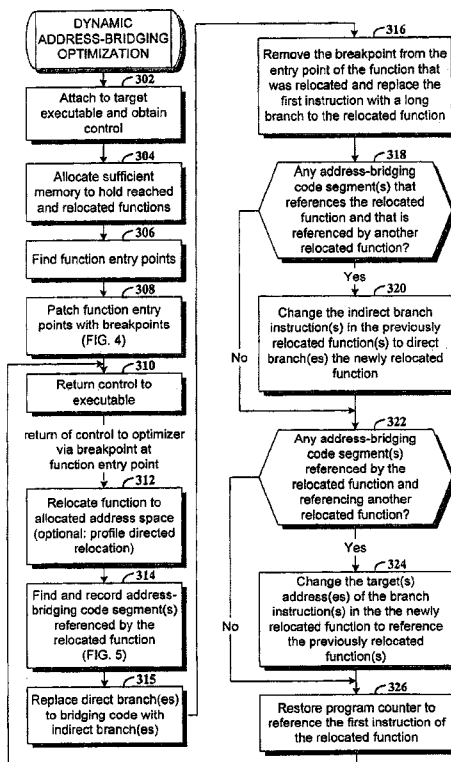 DYNAMIC
ADDRESS-BRIDGING
OPTIMIZATION
302
Attach to target
executable and obtain
control
304
Allocate sufficient
memory to hold reached
and relocated functions
306
Find function entry points
308
Patch function entry
points with breakpoints
(FIG. 4)
310
Return control to
executable
return of control to optimizer
via breakpoint at
function entry point
312
Relocate function to
allocated address space
(optional: profile directed
relocation)
314
Find and record address-
bridging code segment(s)
referenced by the
relocated function
(FIG. 5)
315
Replace direct branch(es)
to bridging code with
indirect branch(es)
316
Remove the breakpoint from the
entry point of the function that
was relocated and replace the
first instruction with a long
branch to the relocated function
318
Any address-bridging
code segment(s) that
references the relocated
function and that is
referenced by another
relocated function?
Yes
320
Change the indirect branch
instruction(s) in the previously
relocated function(s) to direct
branch(es) the newly relocated
function
No
322
Any address-bridging
code segment(s)
referenced by the
relocated function and
referencing another
relocated function?
Yes
324
Change the target(s)
address(es) of the branch
instruction(s) in the the newly
relocated function to reference
the previously relocated
function(s)
No
326
Restore program counter to
reference the first instruction of
the relocated function